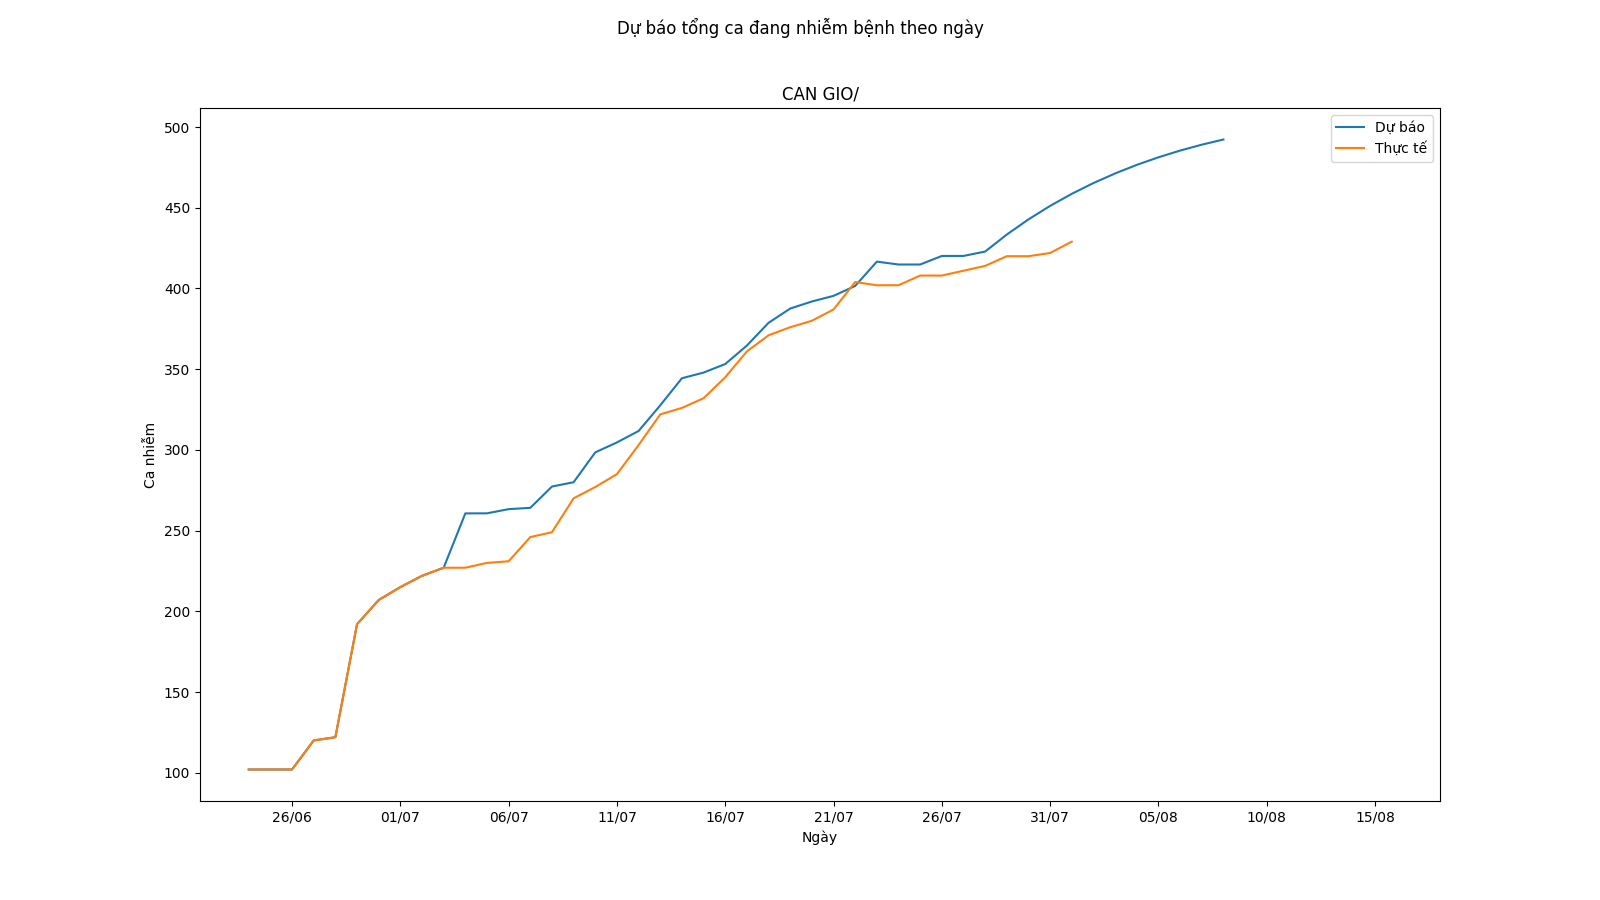 Dự báo tổng ca đang nhiễm bệnh theo ngày
CAN GIO/
Dự báo
Thực tế
500
450
400
350
300
250
200
150
100
Ca nhiễm
26/06 01/07 06/07 11/07 16/07 21/07 26/07 31/07 05/08 10/08 15/08
Ngày